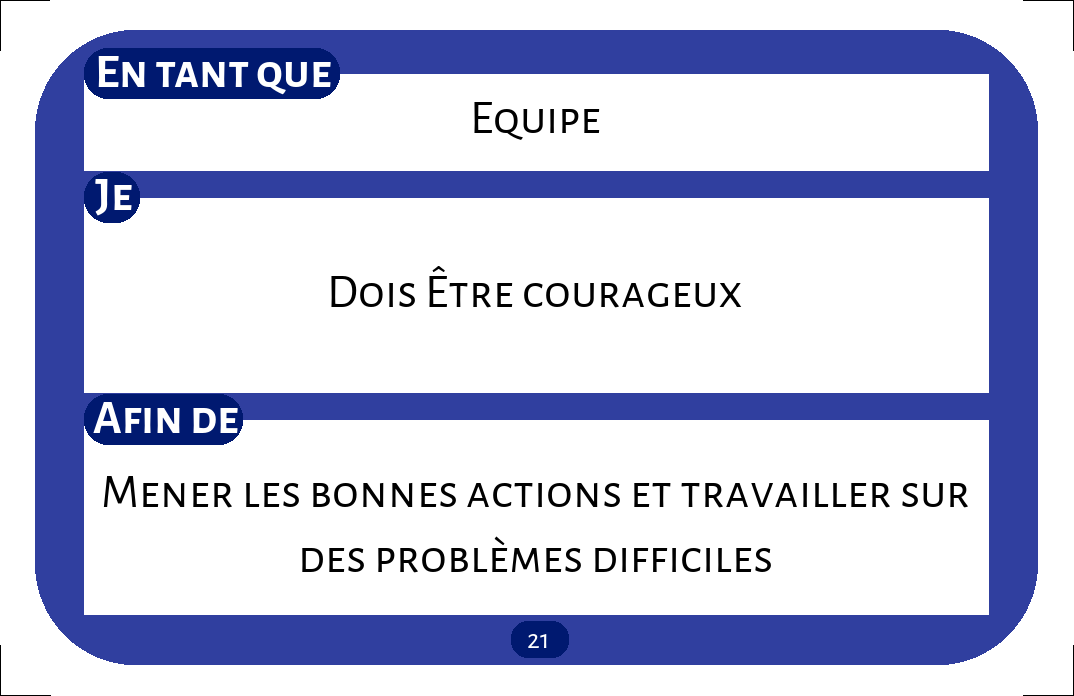 En tant que
Equipe
Je
Dois Être courageux
Afin de
Mener les bonnes actions et travailler sur
des problèmes difficiles
21